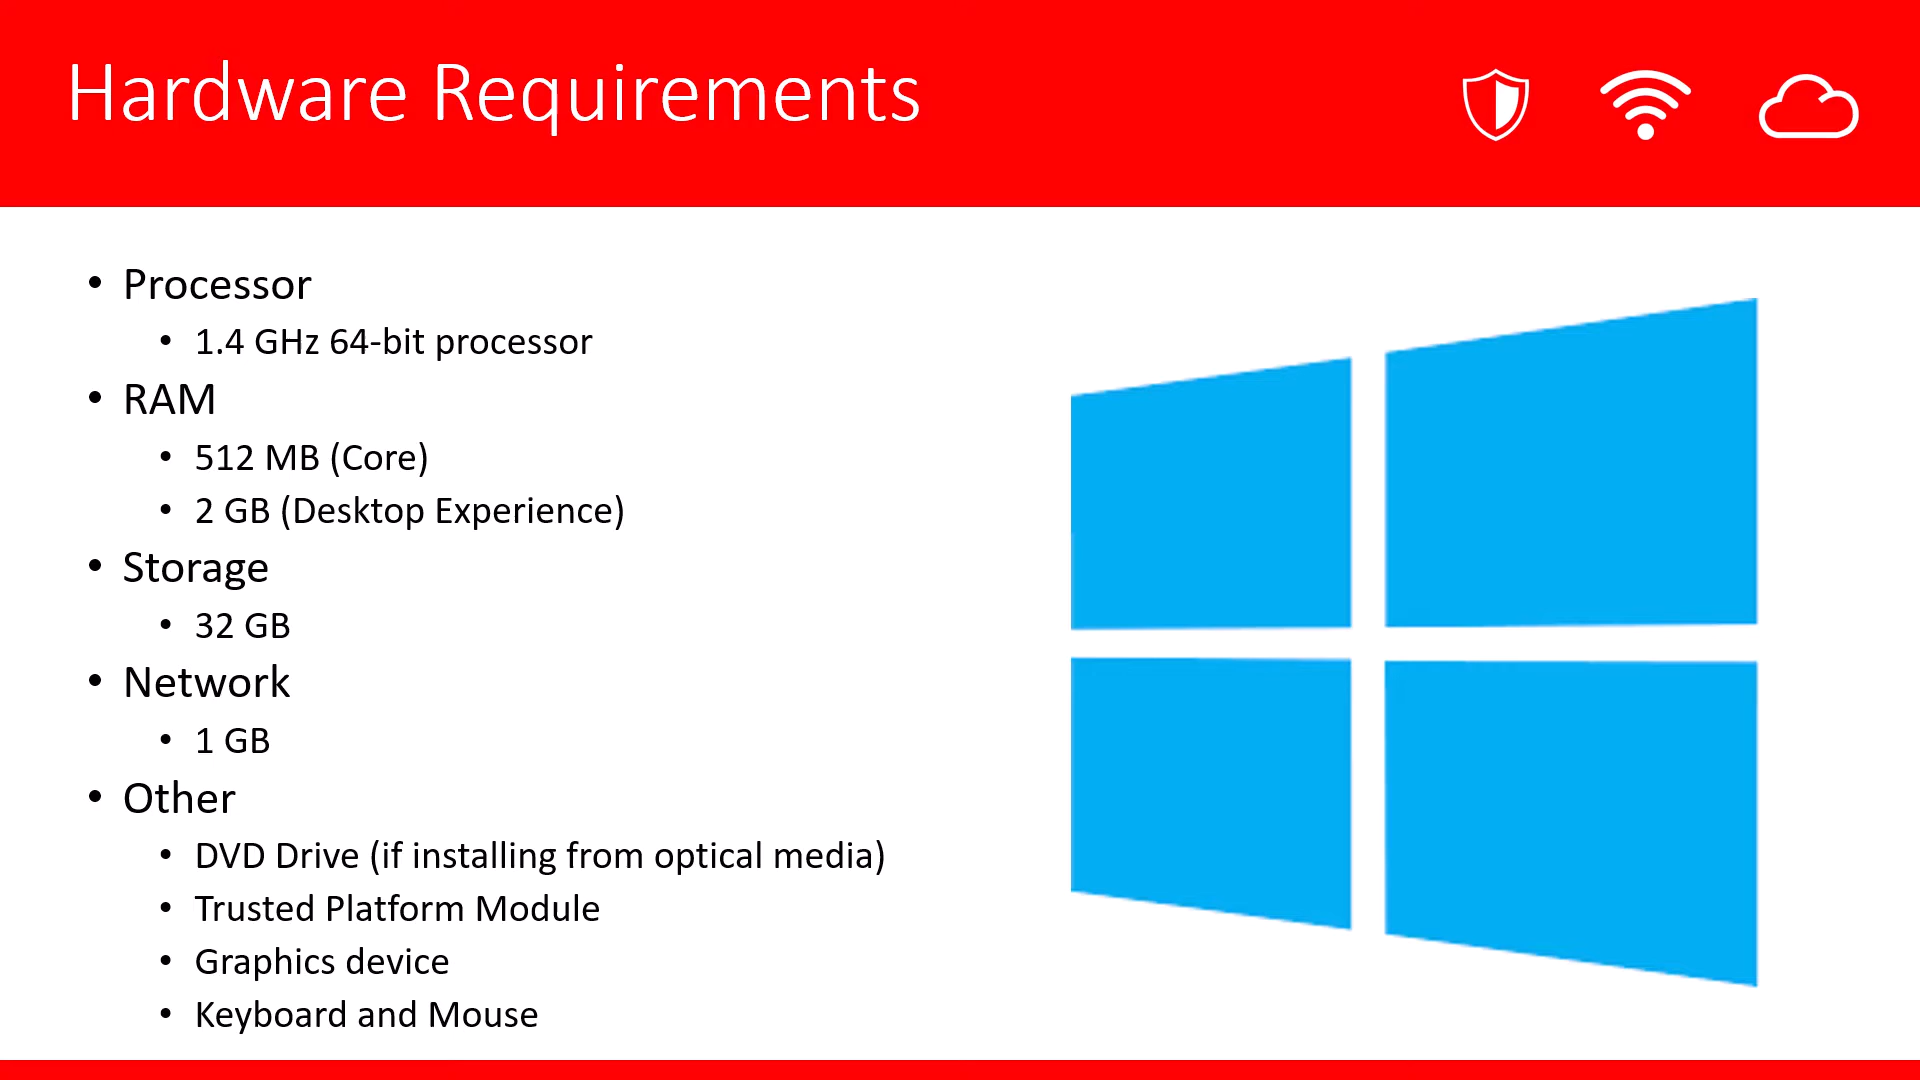 Hardware Requirements
• Processor
• 1.4 GHz 64-bit processor
• RAM
• 512 MB (Core)
• 2 GB (Desktop Experience)
• Storage
• 32 GB
• Network
• 1 GB
• Other
• DVD Drive (if installing from optical media)
• Trusted Platform Module
• Graphics device
• Keyboard and Mouse